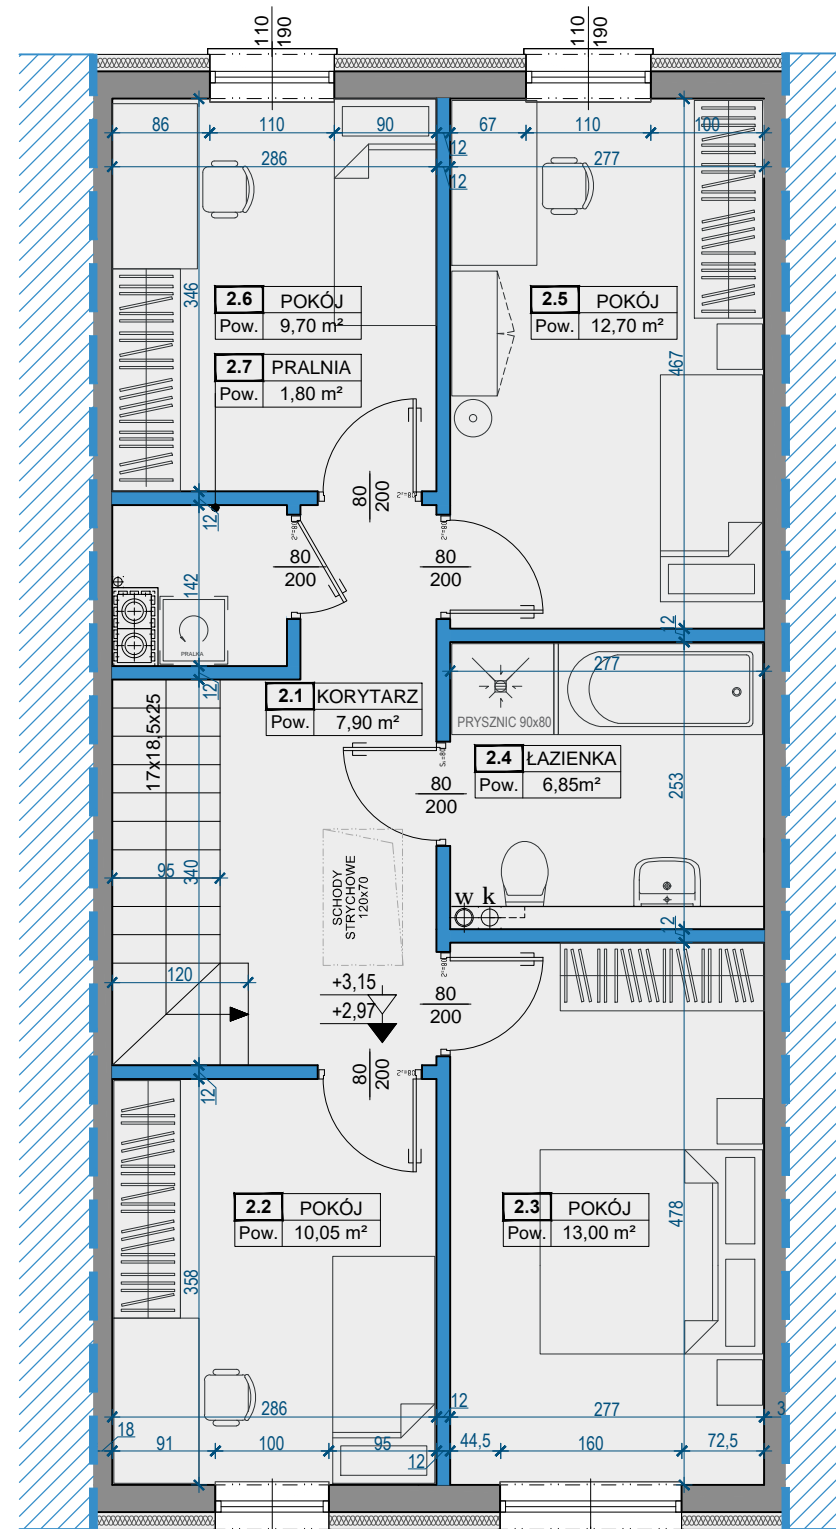 110
190
110
190
86
110
90
12
67
110
100
286
12
277
346
2.6 POKÓJ
Pow. 9,70 m²
2.5 POKÓJ
Pow. 12,70 m²
2.7 PRALNIA
Pow. 1,80 m²
467
80
200
12
80
200
80
200
142
PRALKA
12
12
277
2.1 KORYTARZ
Pow. 7,90 m²
17x18,5x25
PRYSZNIC 90x80
2.4 ŁAZIENKA
Pow. 6,85m²
80
200
253
95
340
SCHODY
STRYCHOWE
120x70
w k
12
120
+3,15
+2,97
80
200
80
200
12
2.2 POKÓJ
Pow. 10,05 m²
2.3 POKÓJ
Pow. 13,00 m²
478
358
286
12
277
3
18
91
100
95
12
44,5
160
72,5